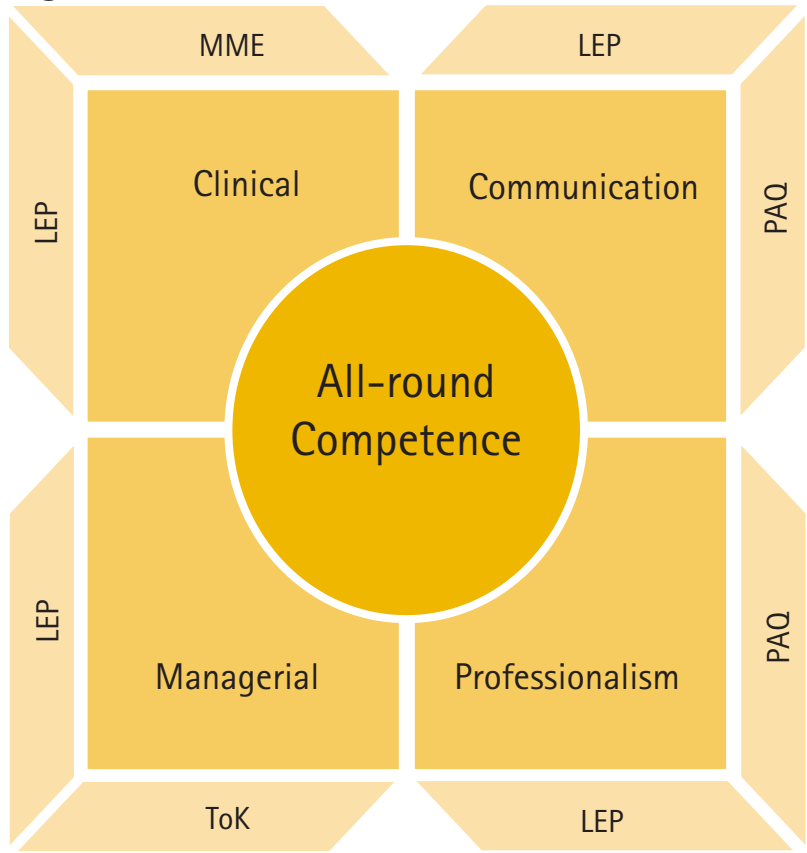 MME
LEP
LEP
Clinical
Communication
PAQ
All-round
Competence
LEP
Managerial
Professionalism
PAQ
ToK
LEP